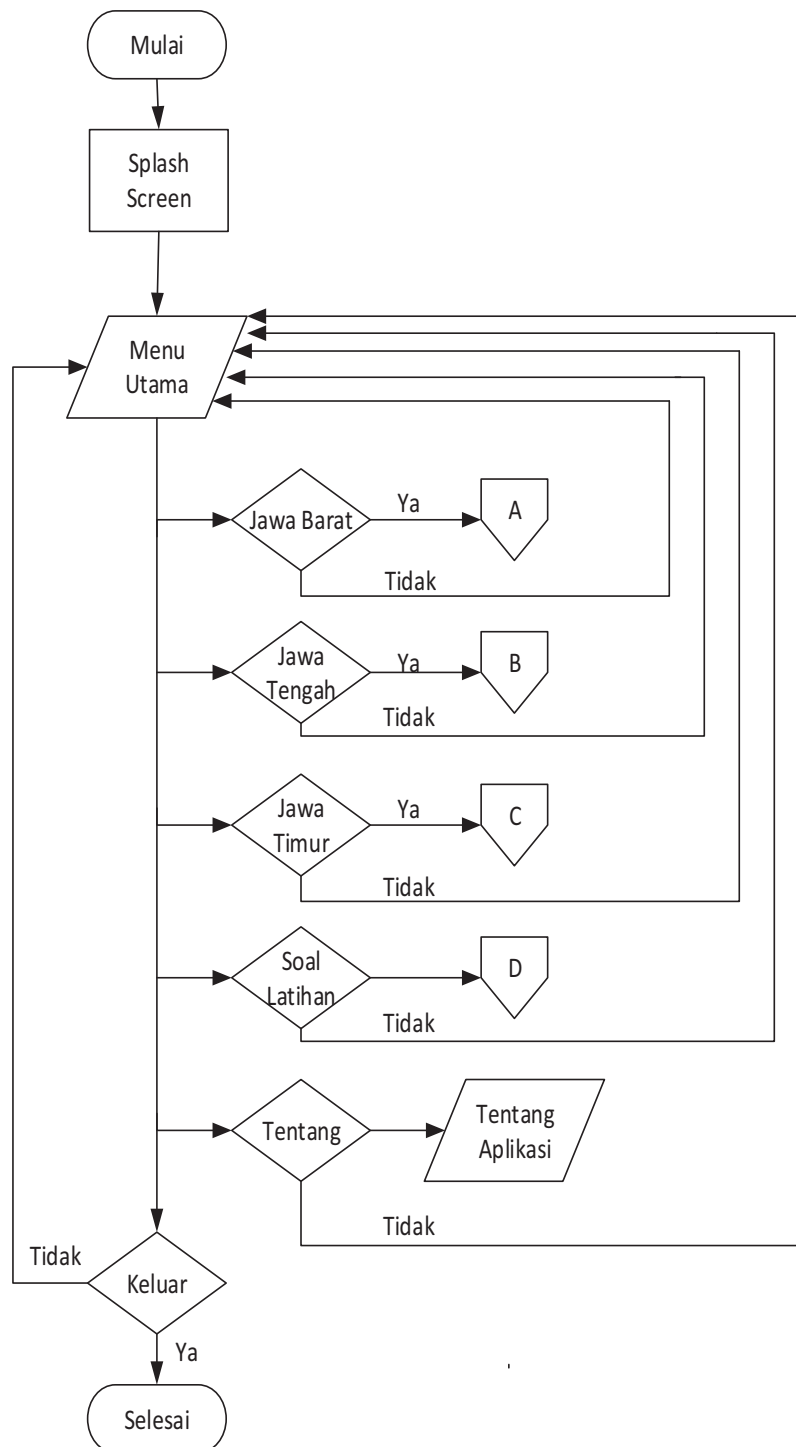 Mulai
Splash
Screen
Menu
Utama
Jawa Barat
Ya
A
Tidak
Jawa
Tengah
Ya
B
Tidak
Jawa
Timur
Ya
C
Tidak
Soal
Latihan
D
Tidak
Tentang
Tentang
Aplikasi
Tidak
Tidak
Keluar
Ya
Selesai